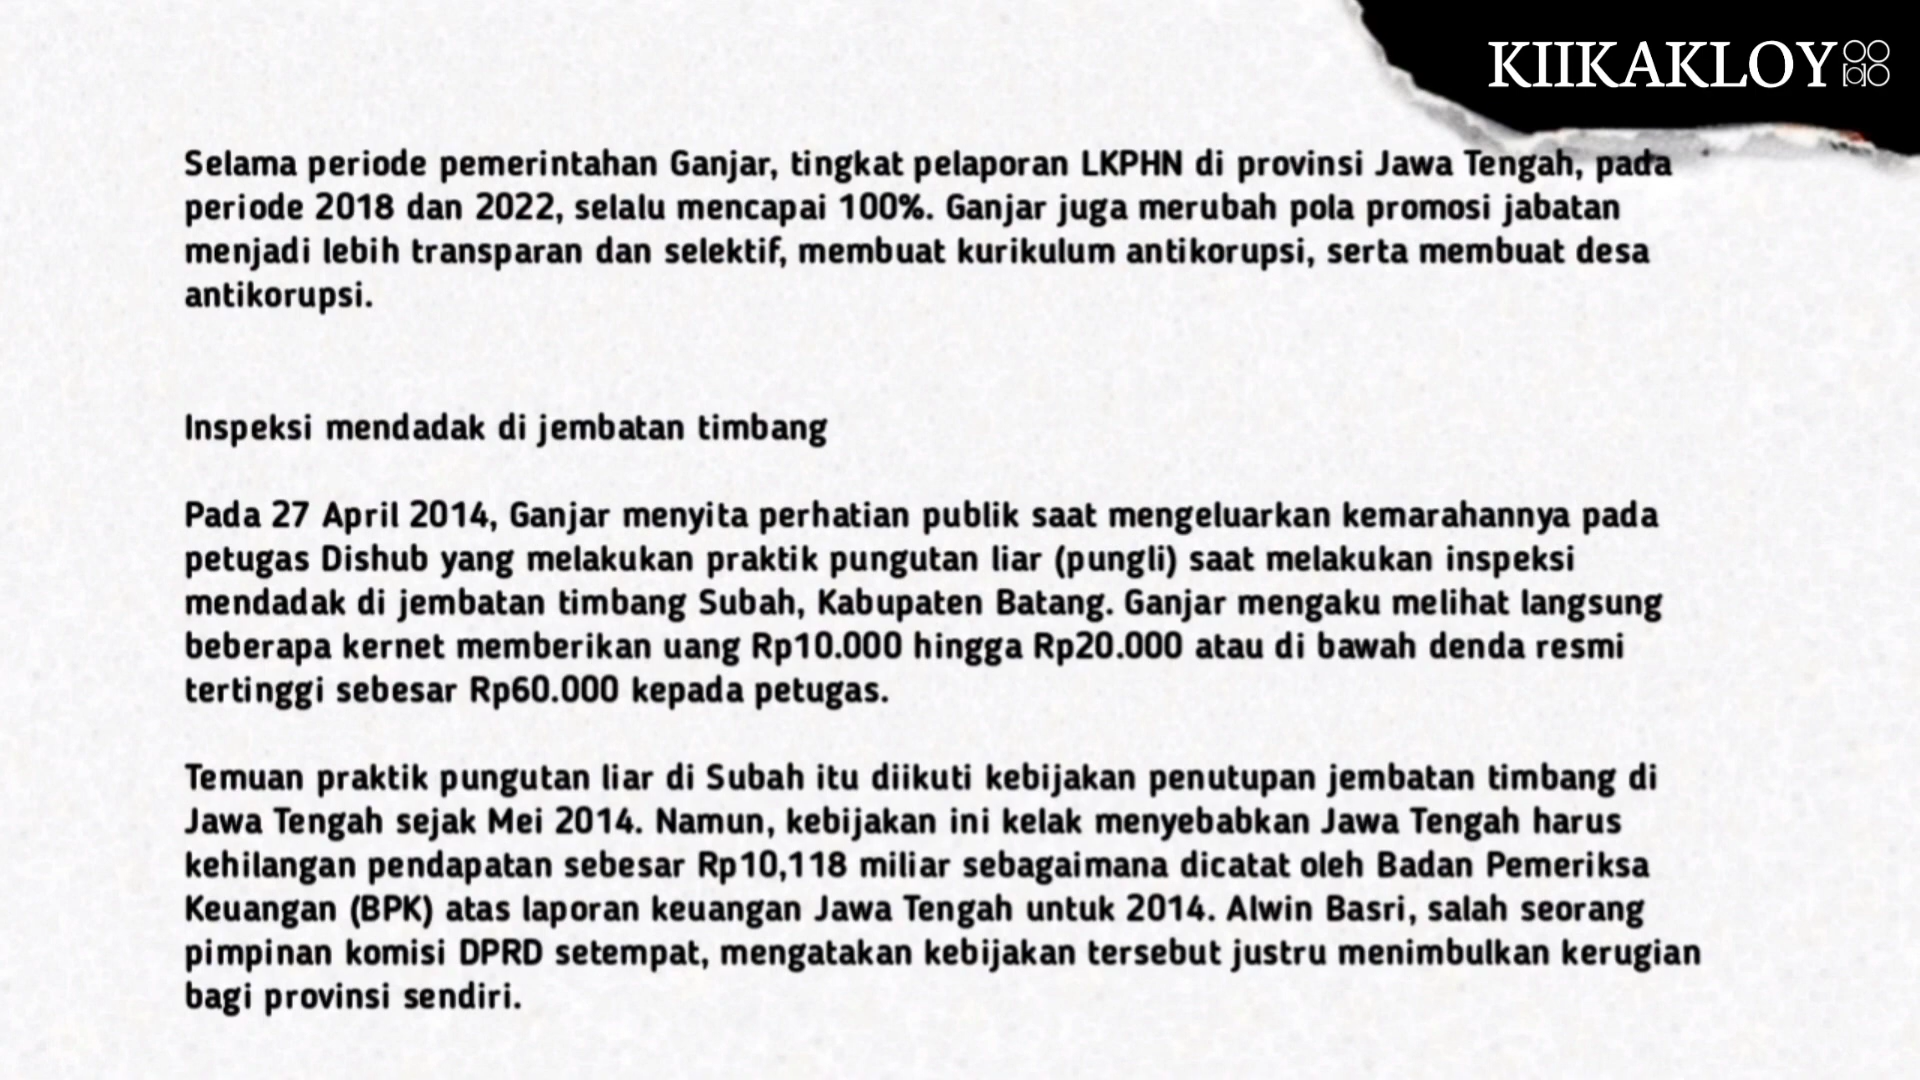 KIIKAKLOY
Selama periode pemerintahan Ganjar, tingkat pelaporan LKPHN di provinsi Jawa Tengah, pada
periode 2018 dan 2022, selalu mencapai 100%. Ganjar juga merubah pola promosi jabatan
menjadi lebih transparan dan selektif, membuat kurikulum antikorupsi, serta membuat desa
antikorupsi.
Inspeksi mendadak di jembatan timbang
Pada 27 April 2014, Ganjar menyita perhatian publik saat mengeluarkan kemarahannya pada
petugas Dishub yang melakukan praktik pungutan liar (pungli) saat melakukan inspeksi
mendadak di jembatan timbang Subah, Kabupaten Batang. Ganjar mengaku melihat langsung
beberapa kernet memberikan uang Rp10.000 hingga Rp20.000 atau di bawah denda resmi
tertinggi sebesar Rp60.000 kepada petugas.
Temuan praktik pungutan liar di Subah itu diikuti kebijakan penutupan jembatan timbang di
Jawa Tengah sejak Mei 2014. Namun, kebijakan ini kelak menyebabkan Jawa Tengah harus
kehilangan pendapatan sebesar Rp10,118 miliar sebagaimana dicatat oleh Badan Pemeriksa
Keuangan (BPK) atas laporan keuangan Jawa Tengah untuk 2014. Alwin Basri, salah seorang
pimpinan komisi DPRD setempat, mengatakan kebijakan tersebut justru menimbulkan kerugian
bagi provinsi sendiri.